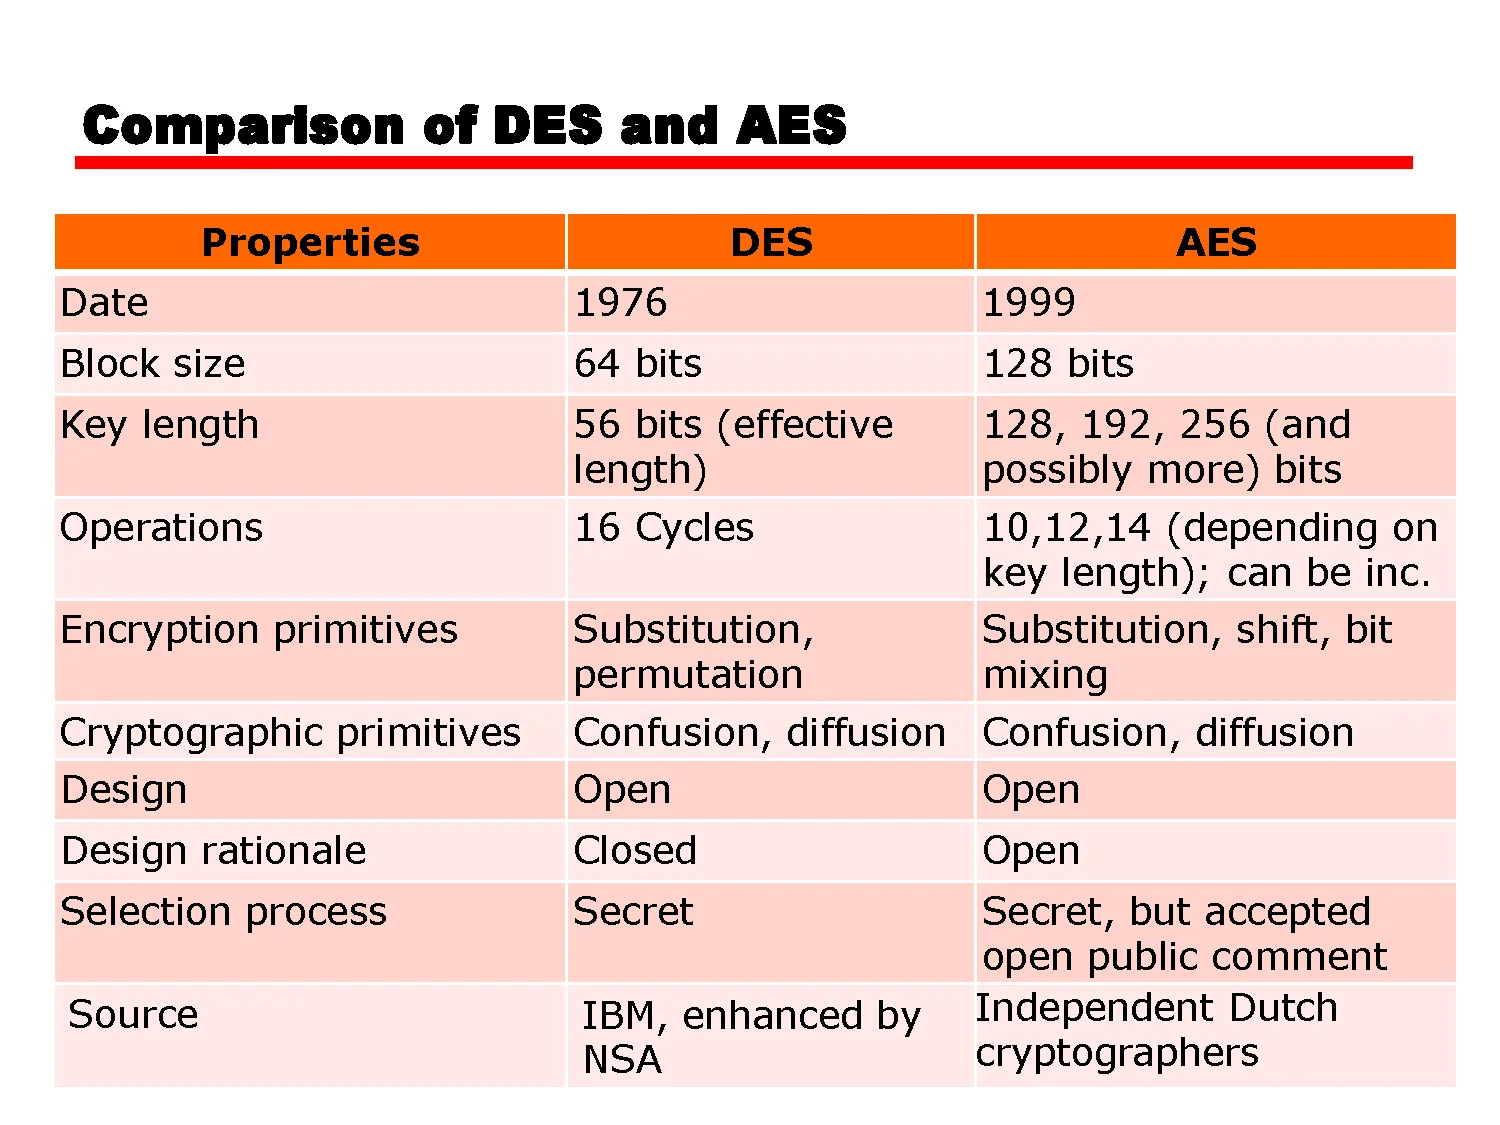 Comparison of DES and AES
Properties DES AES
Date 1976 1999
Block size 64 bits 128 bits
Key length 56 bits (effective length) 128, 192, 256 (and possibly more) bits
Operations 16 Cycles 10,12,14 (depending on key length); can be inc.
Encryption primitives Substitution, permutation Substitution, shift, bit mixing
Cryptographic primitives Confusion, diffusion Confusion, diffusion
Design Open Open
Design rationale Closed Open
Selection process Secret Secret, but accepted open public comment
Source IBM, enhanced by NSA Independent Dutch cryptographers